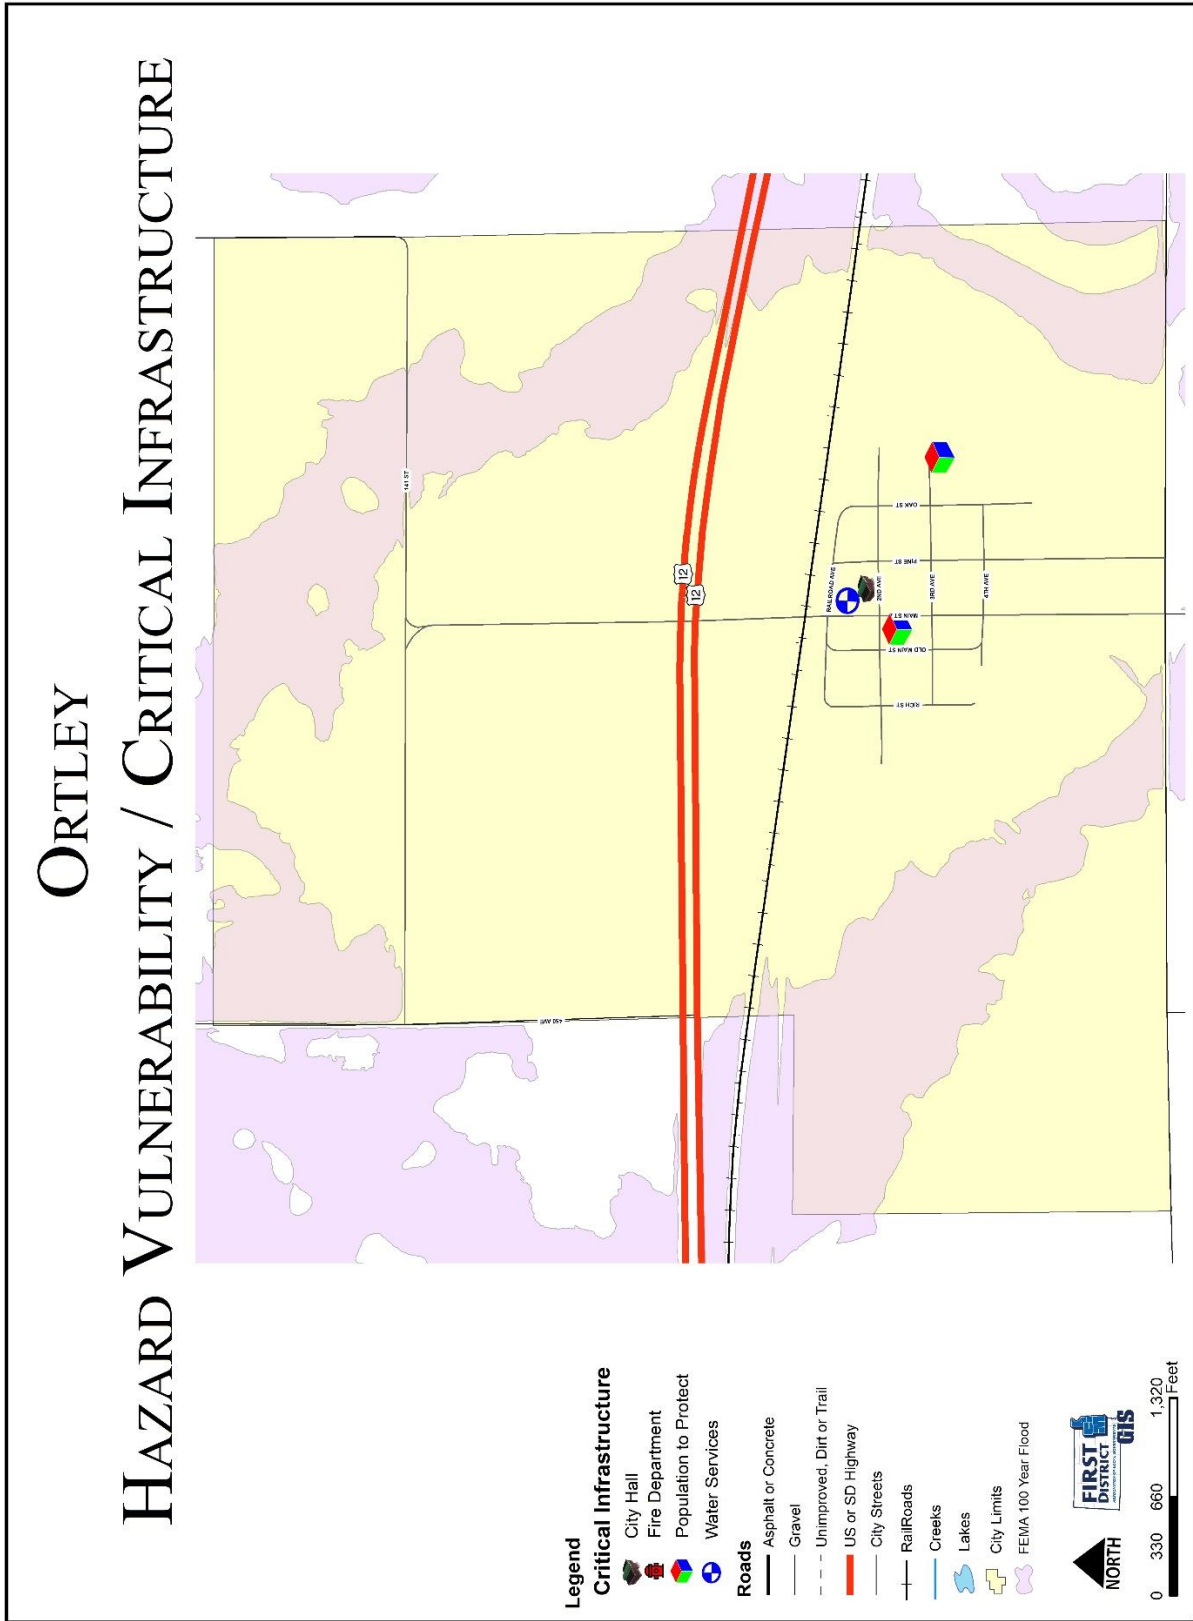 ORTLEY
HAZARD VULNERABILITY / CRITICAL INFRASTRUCTURE
141 ST
450 AVE
12
12
RAILROAD AVE
2ND AVE
3RD AVE
4TH AVE
RICH ST
OLD MAIN ST
MAIN ST
PINE ST
OAK ST
Legend
Critical Infrastructure
City Hall
Fire Department
Population to Protect
Water Services
Roads
Asphalt or Concrete
Gravel
Unimproved, Dirt or Trail
US or SD Highway
City Streets
RailRoads
Creeks
Lakes
City Limits
FEMA 100 Year Flood
NORTH
FIRST
DISTRICT
GIS
0 330 660 1,320
Feet